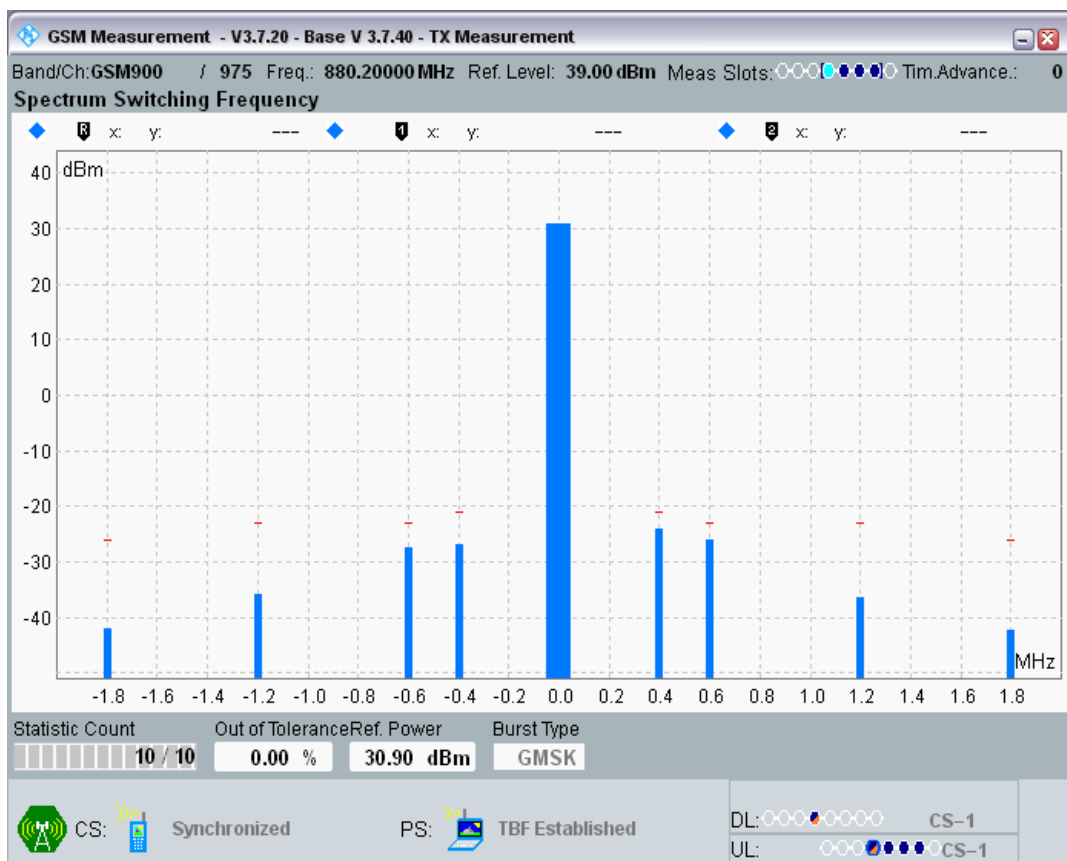 GSM Measurement - V3.7.20 - Base V 3.7.40 - TX Measurement
Band/Ch:GSM900 / 975 Freq.: 880.20000 MHz Ref. Level: 39.00 dBm Meas Slots: Tim.Advance.: 0
Spectrum Switching Frequency
R x: y: --- 1 x: y: --- 2 x: y: ---
dBm
40
30
20
10
0
-10
-20
-30
-40
MHz
-1.8 -1.6 -1.4 -1.2 -1.0 -0.8 -0.6 -0.4 -0.2 0.0 0.2 0.4 0.6 0.8 1.0 1.2 1.4 1.6 1.8
Statistic Count Out of Tolerance Ref. Power Burst Type
10 / 10 0.00 % 30.90 dBm GMSK
CS: Synchronized PS: TBF Established
DL: CS-1
UL: CS-1